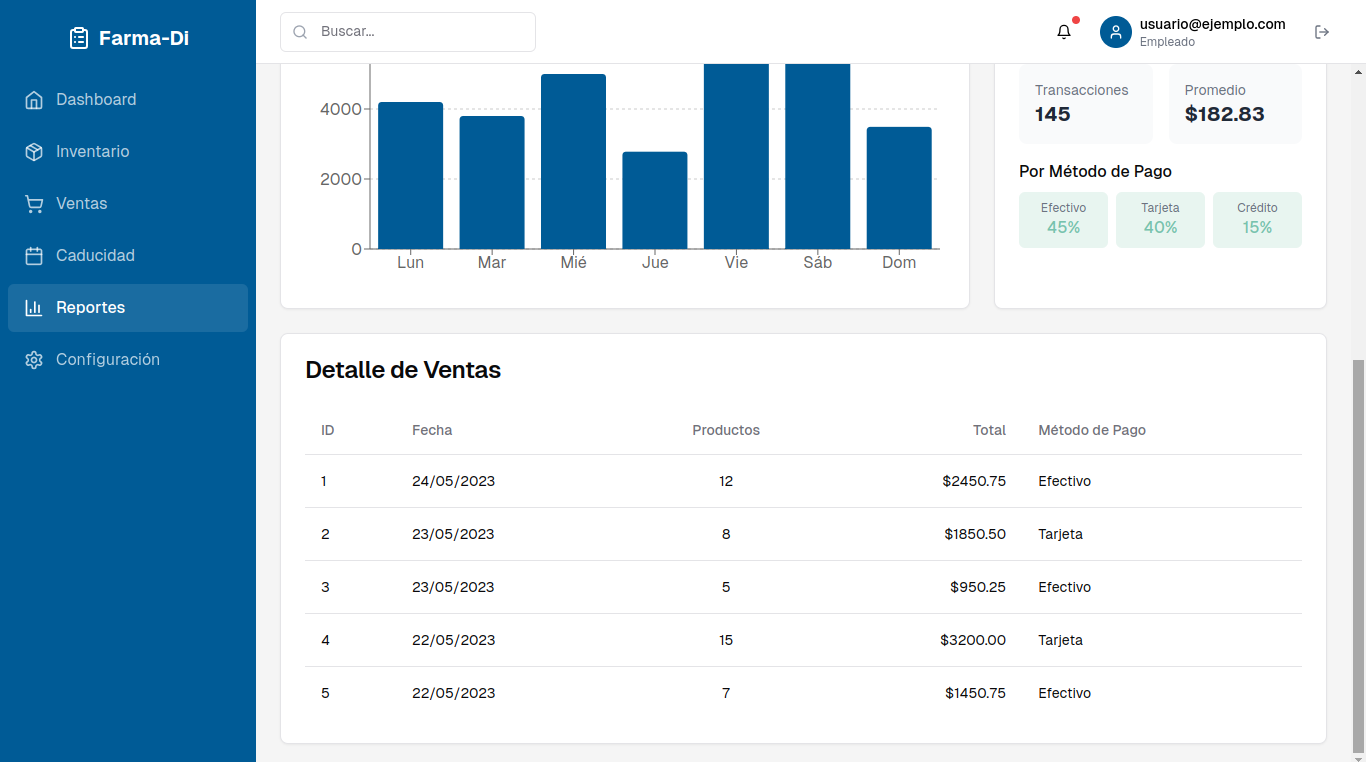 Farma-Di
Dashboard
Inventario
Ventas
Caducidad
Reportes
Configuración
Buscar...
usuario@ejemplo.com
Empleado
4000
2000
0
Lun Mar Mié Jue Vie Sáb Dom
Transacciones
145
Promedio
$182.83
Por Método de Pago
Efectivo
45%
Tarjeta
40%
Crédito
15%
Detalle de Ventas
ID Fecha Productos Total Método de Pago
1 24/05/2023 12 $2450.75 Efectivo
2 23/05/2023 8 $1850.50 Tarjeta
3 23/05/2023 5 $950.25 Efectivo
4 22/05/2023 15 $3200.00 Tarjeta
5 22/05/2023 7 $1450.75 Efectivo